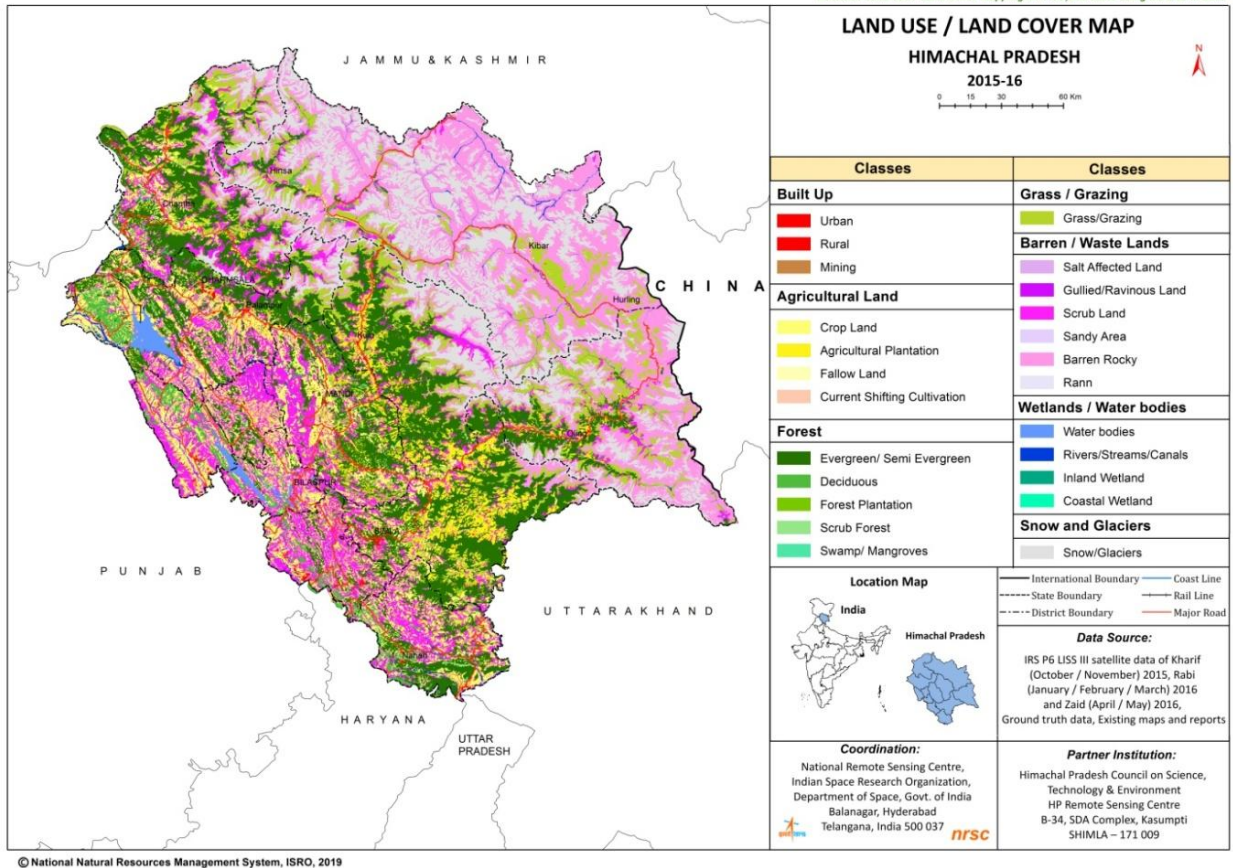 LAND USE / LAND COVER MAP
HIMACHAL PRADESH
2015-16
N
0 15 30 60 Km
JAMMU & KASHMIR
CHINA
PUNJAB
UTTARAKHAND
HARYANA
UTTAR
PRADESH
Hinsa
Chamba
Kibar
Hurling
DHARMSALA
Palampur
MANDI
BILASPUR
Nahan
Classes
Built Up
Urban
Rural
Mining
Agricultural Land
Crop Land
Agricultural Plantation
Fallow Land
Current Shifting Cultivation
Forest
Evergreen/ Semi Evergreen
Deciduous
Forest Plantation
Scrub Forest
Swamp/ Mangroves
Classes
Grass / Grazing
Grass/Grazing
Barren / Waste Lands
Salt Affected Land
Gullied/Ravinous Land
Scrub Land
Sandy Area
Barren Rocky
Rann
Wetlands / Water bodies
Water bodies
Rivers/Streams/Canals
Inland Wetland
Coastal Wetland
Snow and Glaciers
Snow/Glaciers
Location Map
India
Himachal Pradesh
International Boundary
State Boundary
District Boundary
Coast Line
Rail Line
Major Road
Data Source:
IRS P6 LISS III satellite data of Kharif
(October / November) 2015, Rabi
(January / February / March) 2016
and Zaid (April / May) 2016,
Ground truth data, Existing maps and reports
Coordination:
National Remote Sensing Centre,
Indian Space Research Organization,
Department of Space, Govt. of India
Balanagar, Hyderabad
Telangana, India 500 037
nrsc
Partner Institution:
Himachal Pradesh Council on Science,
Technology & Environment
HP Remote Sensing Centre
B-34, SDA Complex, Kasumpti
SHIMLA – 171 009
© National Natural Resources Management System, ISRO, 2019